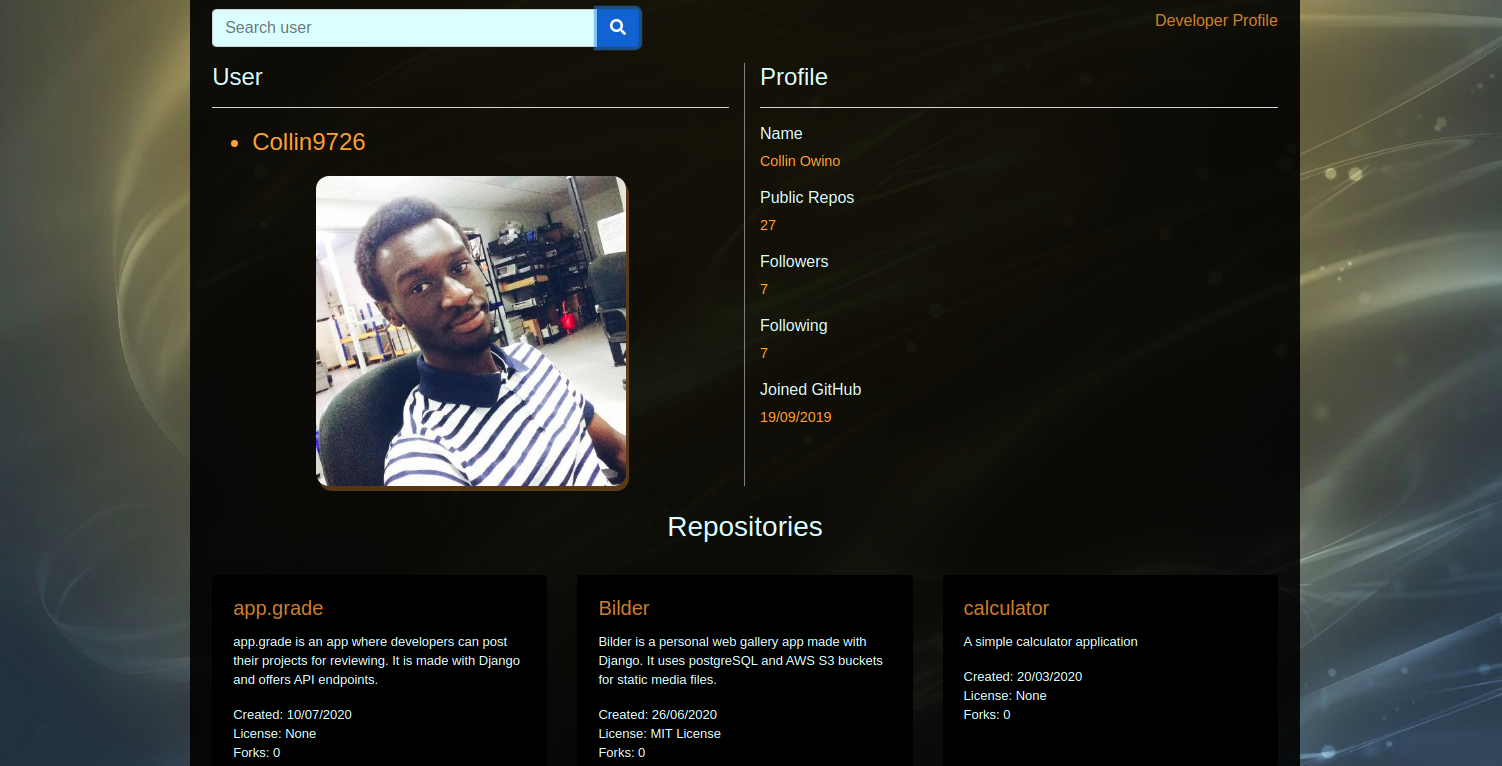 Search user
Developer Profile
User
Collin9726
Profile
Name
Collin Owino
Public Repos
27
Followers
7
Following
7
Joined GitHub
19/09/2019
Repositories
app.grade
app.grade is an app where developers can post
their projects for reviewing. It is made with Django
and offers API endpoints.
Created: 10/07/2020
License: None
Forks: 0
Bilder
Bilder is a personal web gallery app made with
Django. It uses postgreSQL and AWS S3 buckets
for static media files.
Created: 26/06/2020
License: MIT License
Forks: 0
calculator
A simple calculator application
Created: 20/03/2020
License: None
Forks: 0